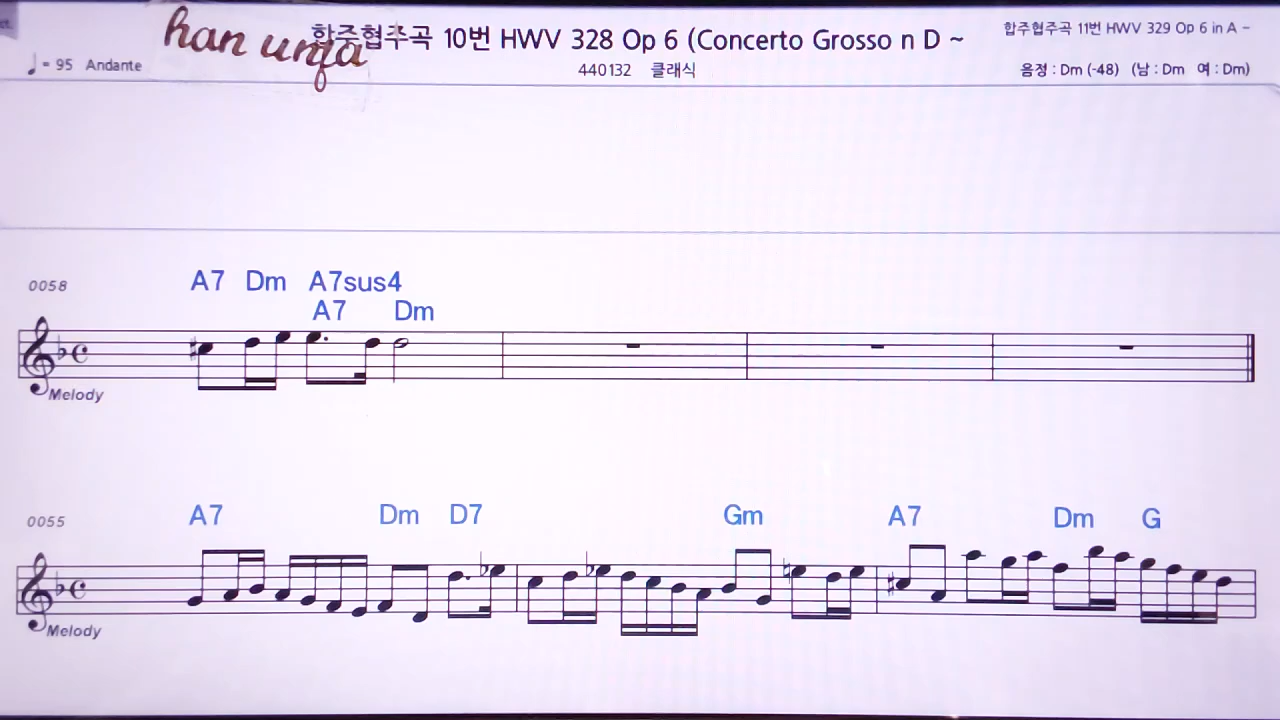 ct.
han unja
합주협주곡 10번 HWV 328 Op 6 (Concerto Grosso n D ~
합주협주곡 11번 HWV 329 Op 6 in A ~
♩= 95 Andante
440132 클래식
음정 : Dm (-48) (남 : Dm 여 : Dm)
0058
A7 Dm A7sus4
A7 Dm
Melody
0055
A7 Dm D7 Gm A7 Dm G
Melody